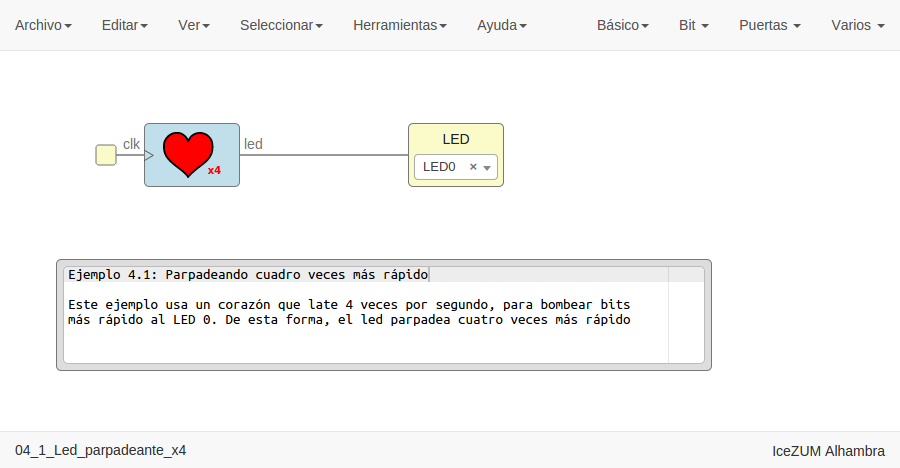 Archivo Editar Ver Seleccionar Herramientas Ayuda Básico Bit Puertas Varios
clk
x4
led
LED
LED0 ×
Ejemplo 4.1: Parpadeando cuadro veces más rápido
Este ejemplo usa un corazón que late 4 veces por segundo, para bombear bits
más rápido al LED 0. De esta forma, el led parpadea cuatro veces más rápido
04_1_Led_parpadeante_x4
IceZUM Alhambra